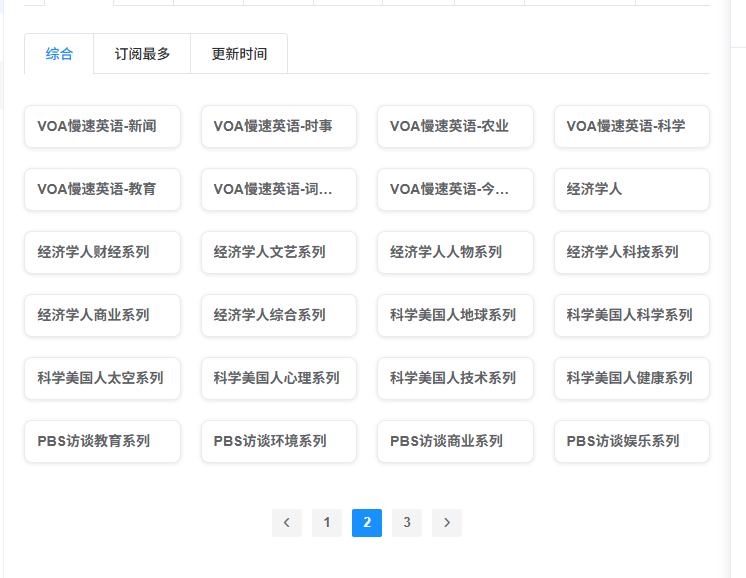 综合 订阅最多 更新时间
VOA慢速英语-新闻 VOA慢速英语-时事 VOA慢速英语-农业 VOA慢速英语-科学
VOA慢速英语-教育 VOA慢速英语-词... VOA慢速英语-今... 经济学人
经济学人财经系列 经济学人文艺系列 经济学人人物系列 经济学人科技系列
经济学人商业系列 经济学人综合系列 科学美国人地球系列 科学美国人科学系列
科学美国人太空系列 科学美国人心理系列 科学美国人技术系列 科学美国人健康系列
PBS访谈教育系列 PBS访谈环境系列 PBS访谈商业系列 PBS访谈娱乐系列
< 1 2 3 >